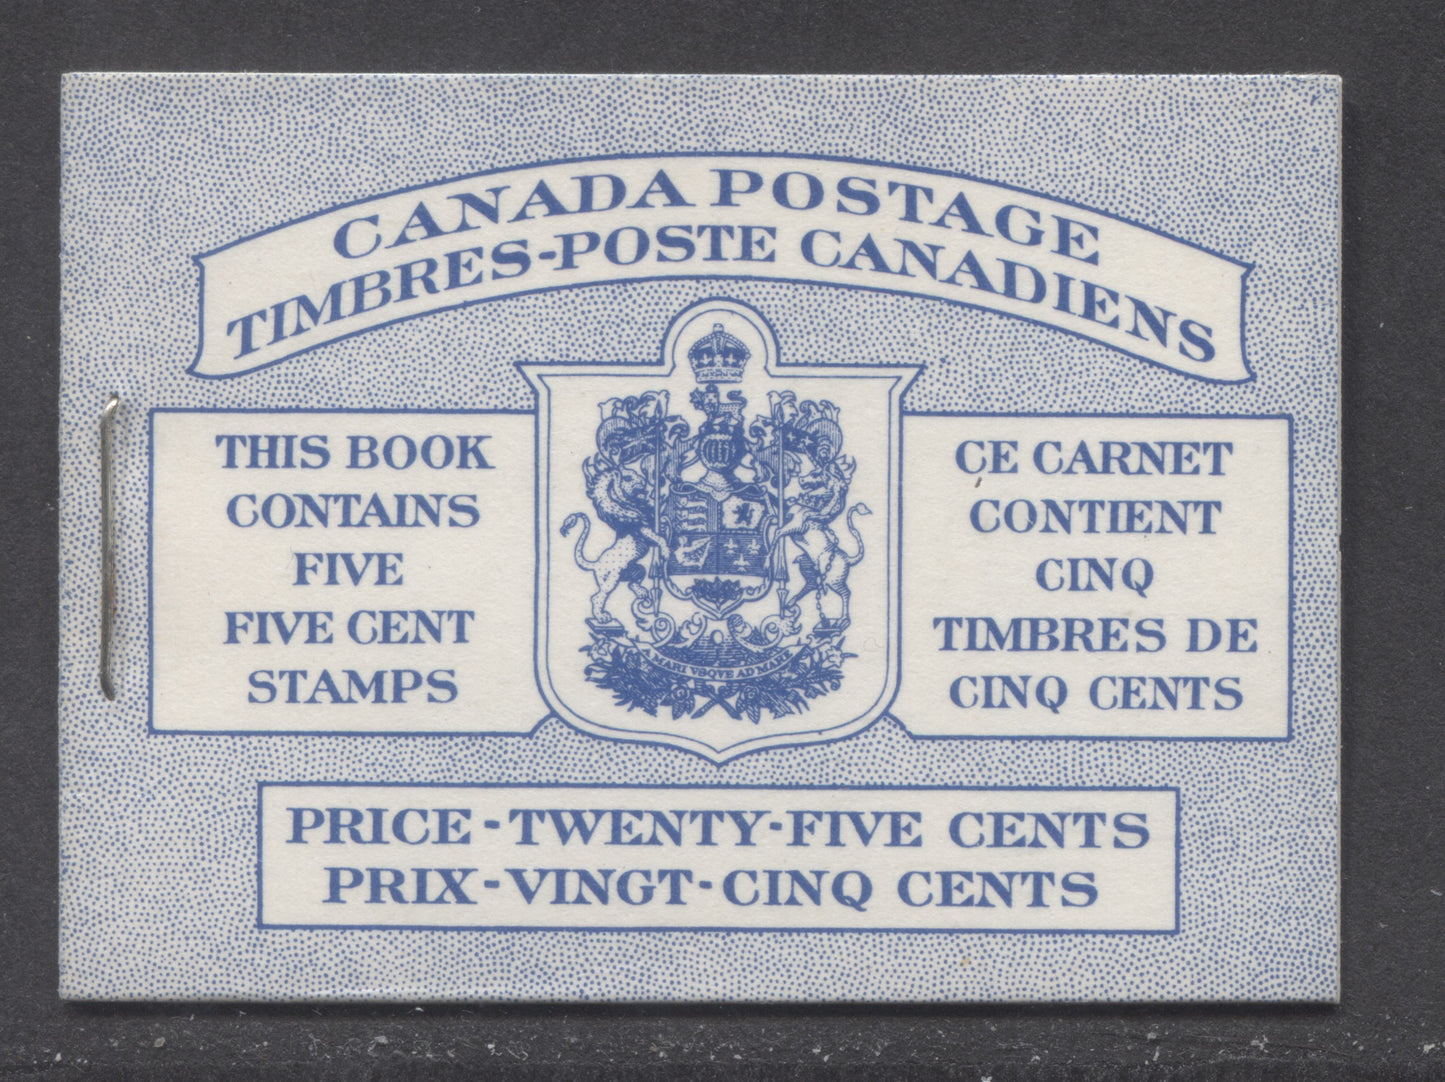 CANADA POSTAGE
TIMBRES-POSTE CANADIENS
THIS BOOK
CONTAINS
FIVE
FIVE CENT
STAMPS
A MARI VSQVE AD MARE
CE CARNET
CONTIENT
CINQ
TIMBRES DE
CINQ CENTS
PRICE-TWENTY-FIVE CENTS
PRIX-VINGT-CINQ CENTS